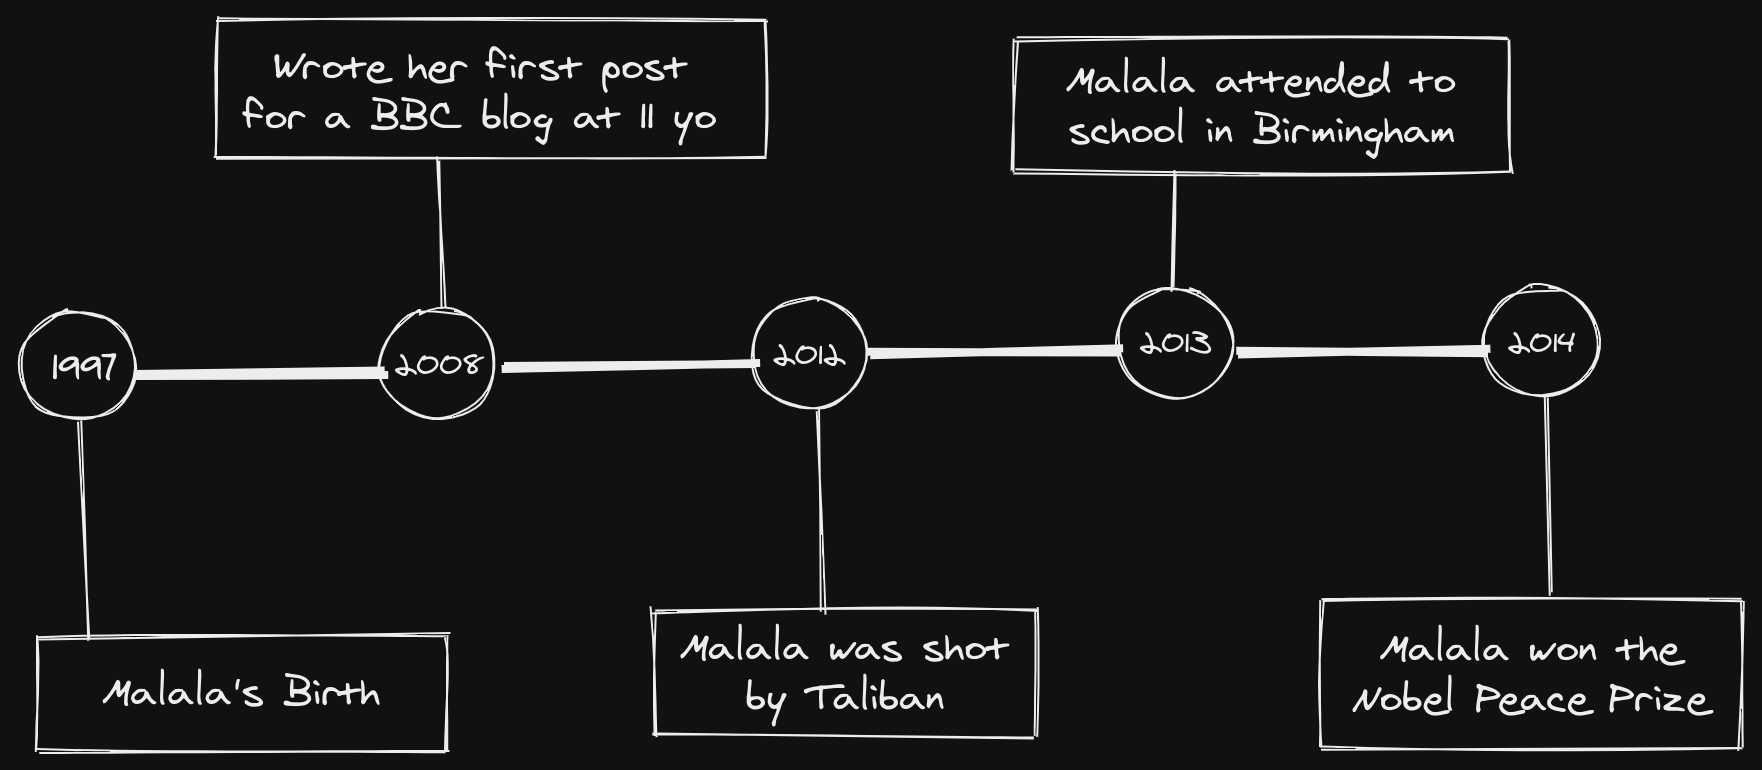 Wrote her first post
for a BBC blog at 11 yo
Malala attended to
school in Birmingham
1997
2008
2012
2013
2014
Malala's Birth
Malala was shot
by Taliban
Malala won the
Nobel Peace Prize